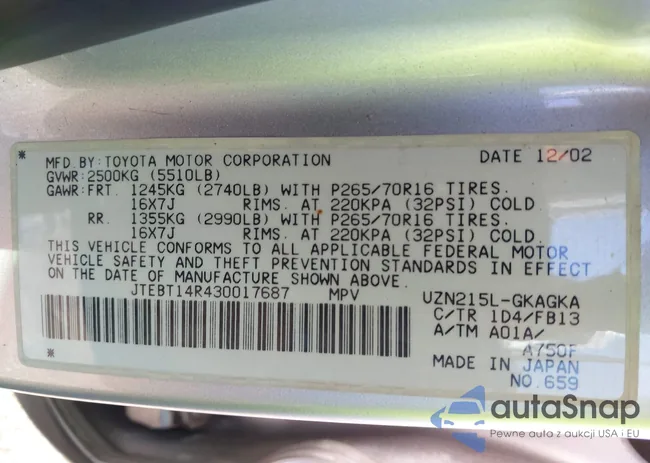 * MFD.BY:TOYOTA MOTOR CORPORATION DATE 12/02
GVWR:2500KG (5510LB)
GAWR:FRT. 1245KG (2740LB) WITH P265/70R16 TIRES.
16X7J RIMS. AT 220KPA (32PSI) COLD.
RR. 1355KG (2990LB) WITH P265/70R16 TIRES.
16X7J RIMS. AT 220KPA (32PSI) COLD.
THIS VEHICLE CONFORMS TO ALL APPLICABLE FEDERAL MOTOR
VEHICLE SAFETY AND THEFT PREVENTION STANDARDS IN EFFECT
ON THE DATE OF MANUFACTURE SHOWN ABOVE.
JTEBT14R430017687 MPV UZN215L-GKAGKA
C/TR 1D4/FB13
A/TM A01A/
A750F
* MADE IN JAPAN
NO.659
autoSnap
Pewne auta z aukcji USA i EU